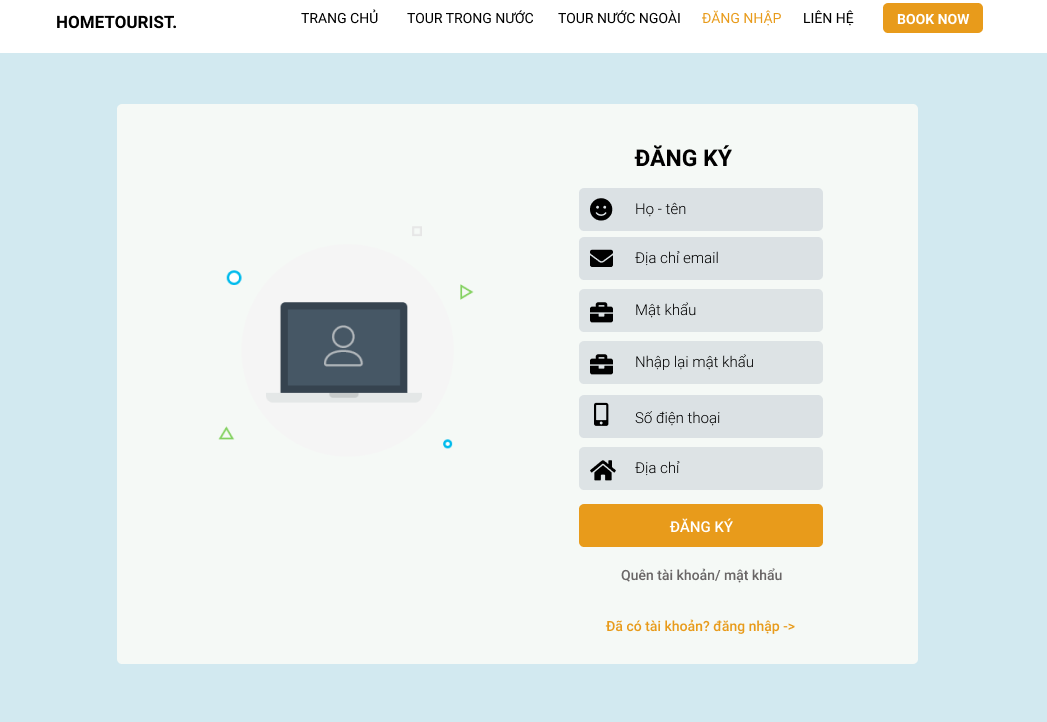 HOMETOURIST. TRANG CHỦ TOUR TRONG NƯỚC TOUR NƯỚC NGOÀI ĐĂNG NHẬP LIÊN HỆ BOOK NOW
ĐĂNG KÝ
Họ - tên
Địa chỉ email
Mật khẩu
Nhập lại mật khẩu
Số điện thoại
Địa chỉ
ĐĂNG KÝ
Quên tài khoản/ mật khẩu
Đã có tài khoản? đăng nhập ->